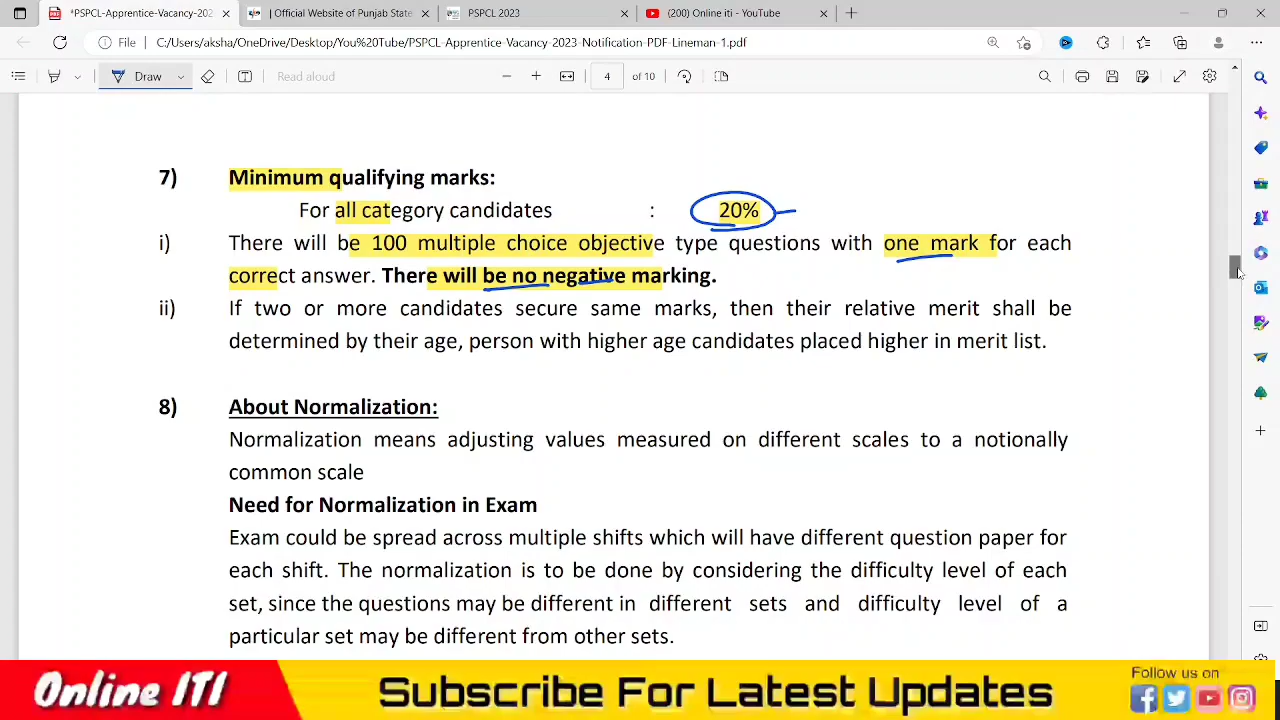 *PSPCL-Apprentice-Vacancy-202
| Official Website of Punjab State
PSPCL 2023
(200) Online iti - YouTube
File
C:/Users/aksha/OneDrive/Desktop/You%20Tube/PSPCL-Apprentice-Vacancy-2023-Notification-PDF-Lineman-1.pdf
Draw
Read aloud
4 of 10
7) Minimum qualifying marks:
For all category candidates : 20%
i) There will be 100 multiple choice objective type questions with one mark for each
correct answer. There will be no negative marking.
ii) If two or more candidates secure same marks, then their relative merit shall be
determined by their age, person with higher age candidates placed higher in merit list.
8) About Normalization:
Normalization means adjusting values measured on different scales to a notionally
common scale
Need for Normalization in Exam
Exam could be spread across multiple shifts which will have different question paper for
each shift. The normalization is to be done by considering the difficulty level of each
set, since the questions may be different in different sets and difficulty level of a
particular set may be different from other sets.
Online ITI
Subscribe For Latest Updates
Follow us on